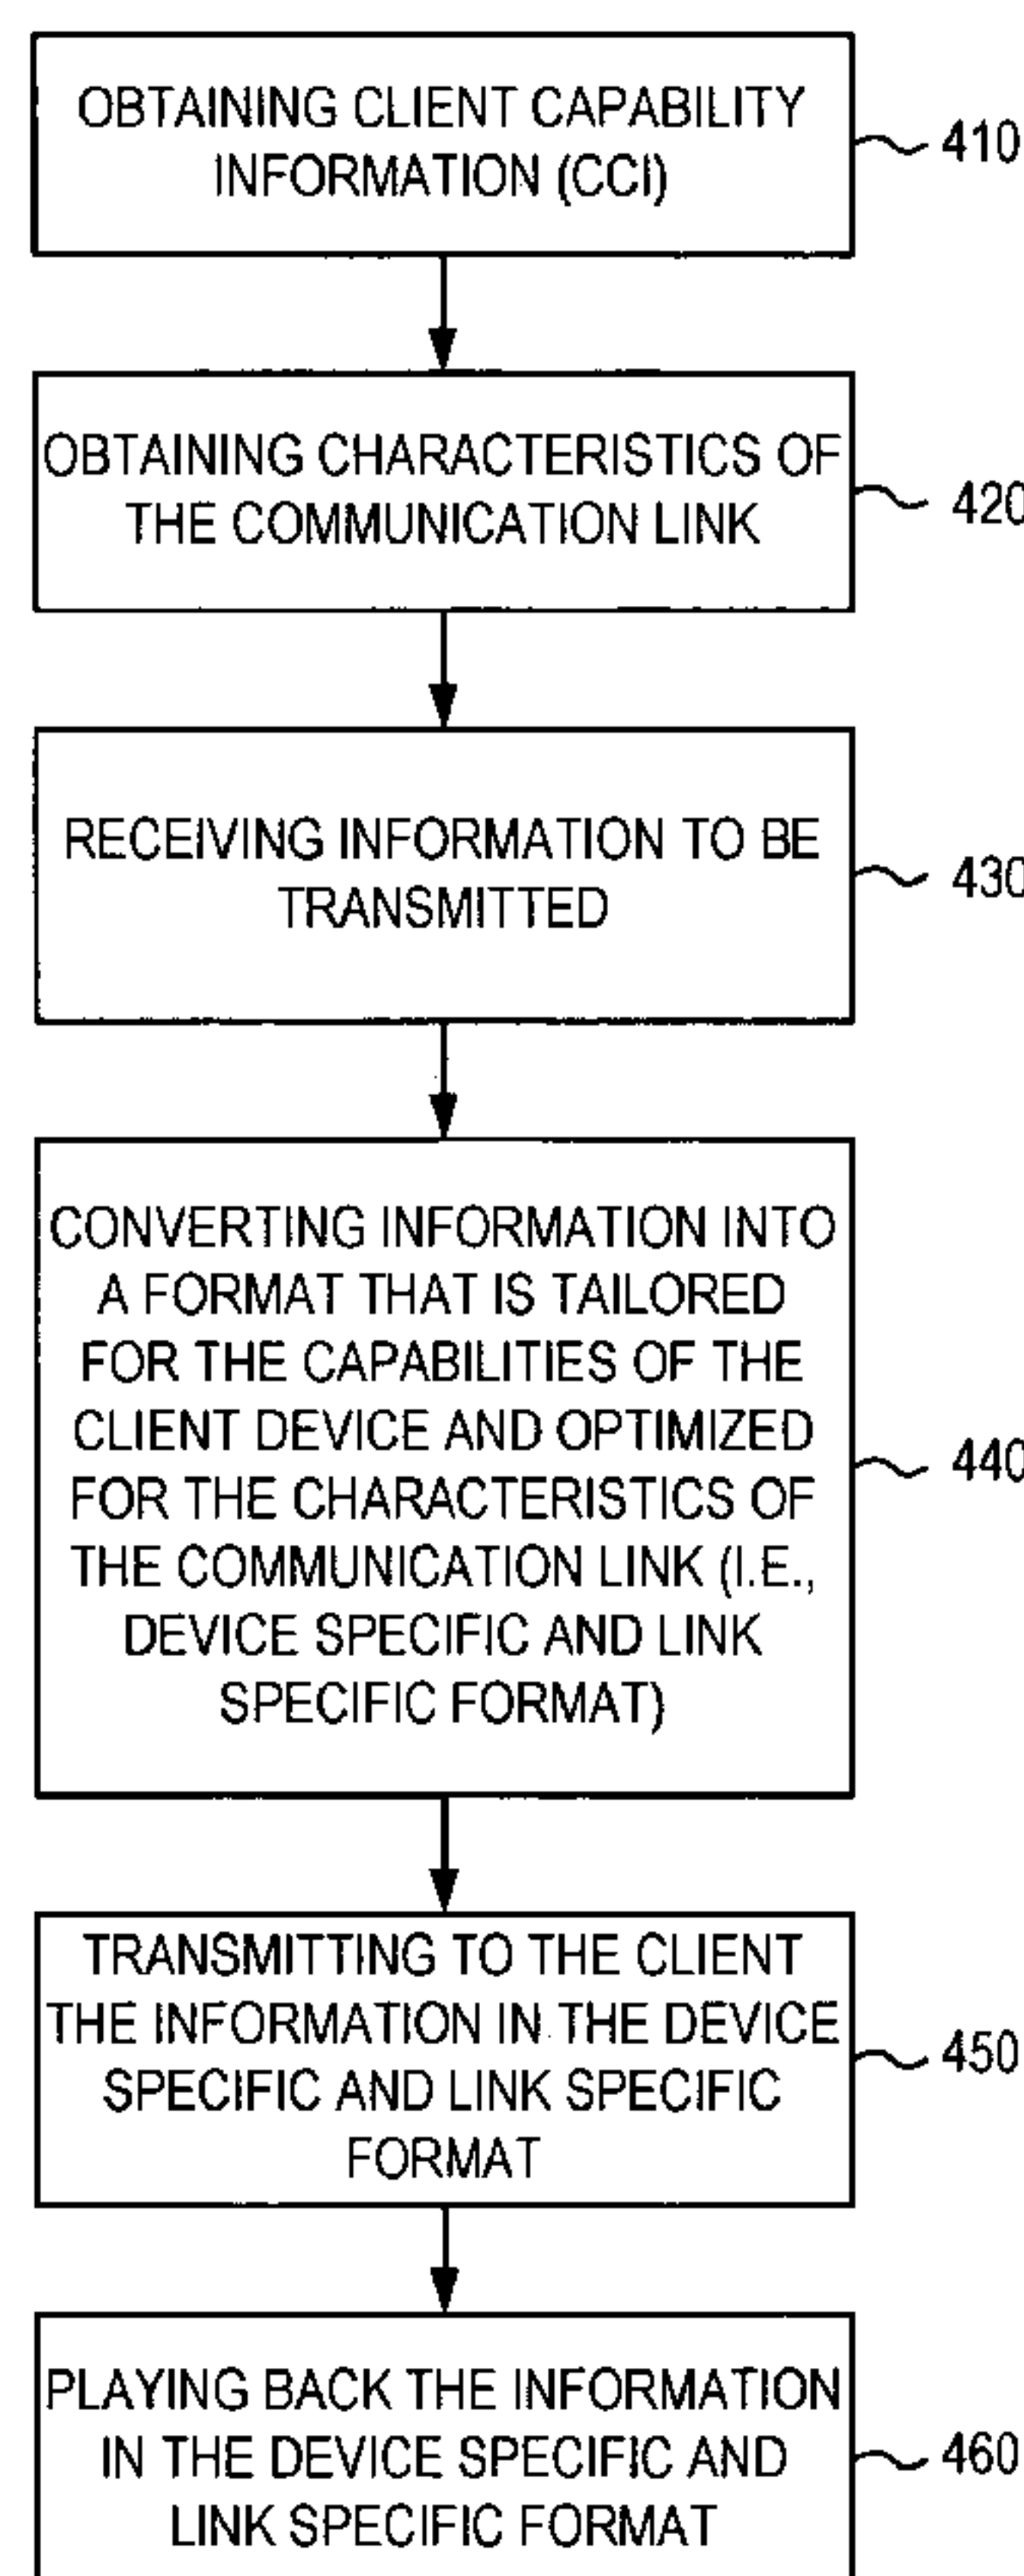 OBTAINING CLIENT CAPABILITY
INFORMATION (CCI)
410
OBTAINING CHARACTERISTICS OF
THE COMMUNICATION LINK
420
RECEIVING INFORMATION TO BE
TRANSMITTED
430
CONVERTING INFORMATION INTO
A FORMAT THAT IS TAILORED
FOR THE CAPABILITIES OF THE
CLIENT DEVICE AND OPTIMIZED
FOR THE CHARACTERISTICS OF
THE COMMUNICATION LINK (I.E.,
DEVICE SPECIFIC AND LINK
SPECIFIC FORMAT)
440
TRANSMITTING TO THE CLIENT
THE INFORMATION IN THE DEVICE
SPECIFIC AND LINK SPECIFIC
FORMAT
450
PLAYING BACK THE INFORMATION
IN THE DEVICE SPECIFIC AND
LINK SPECIFIC FORMAT
460